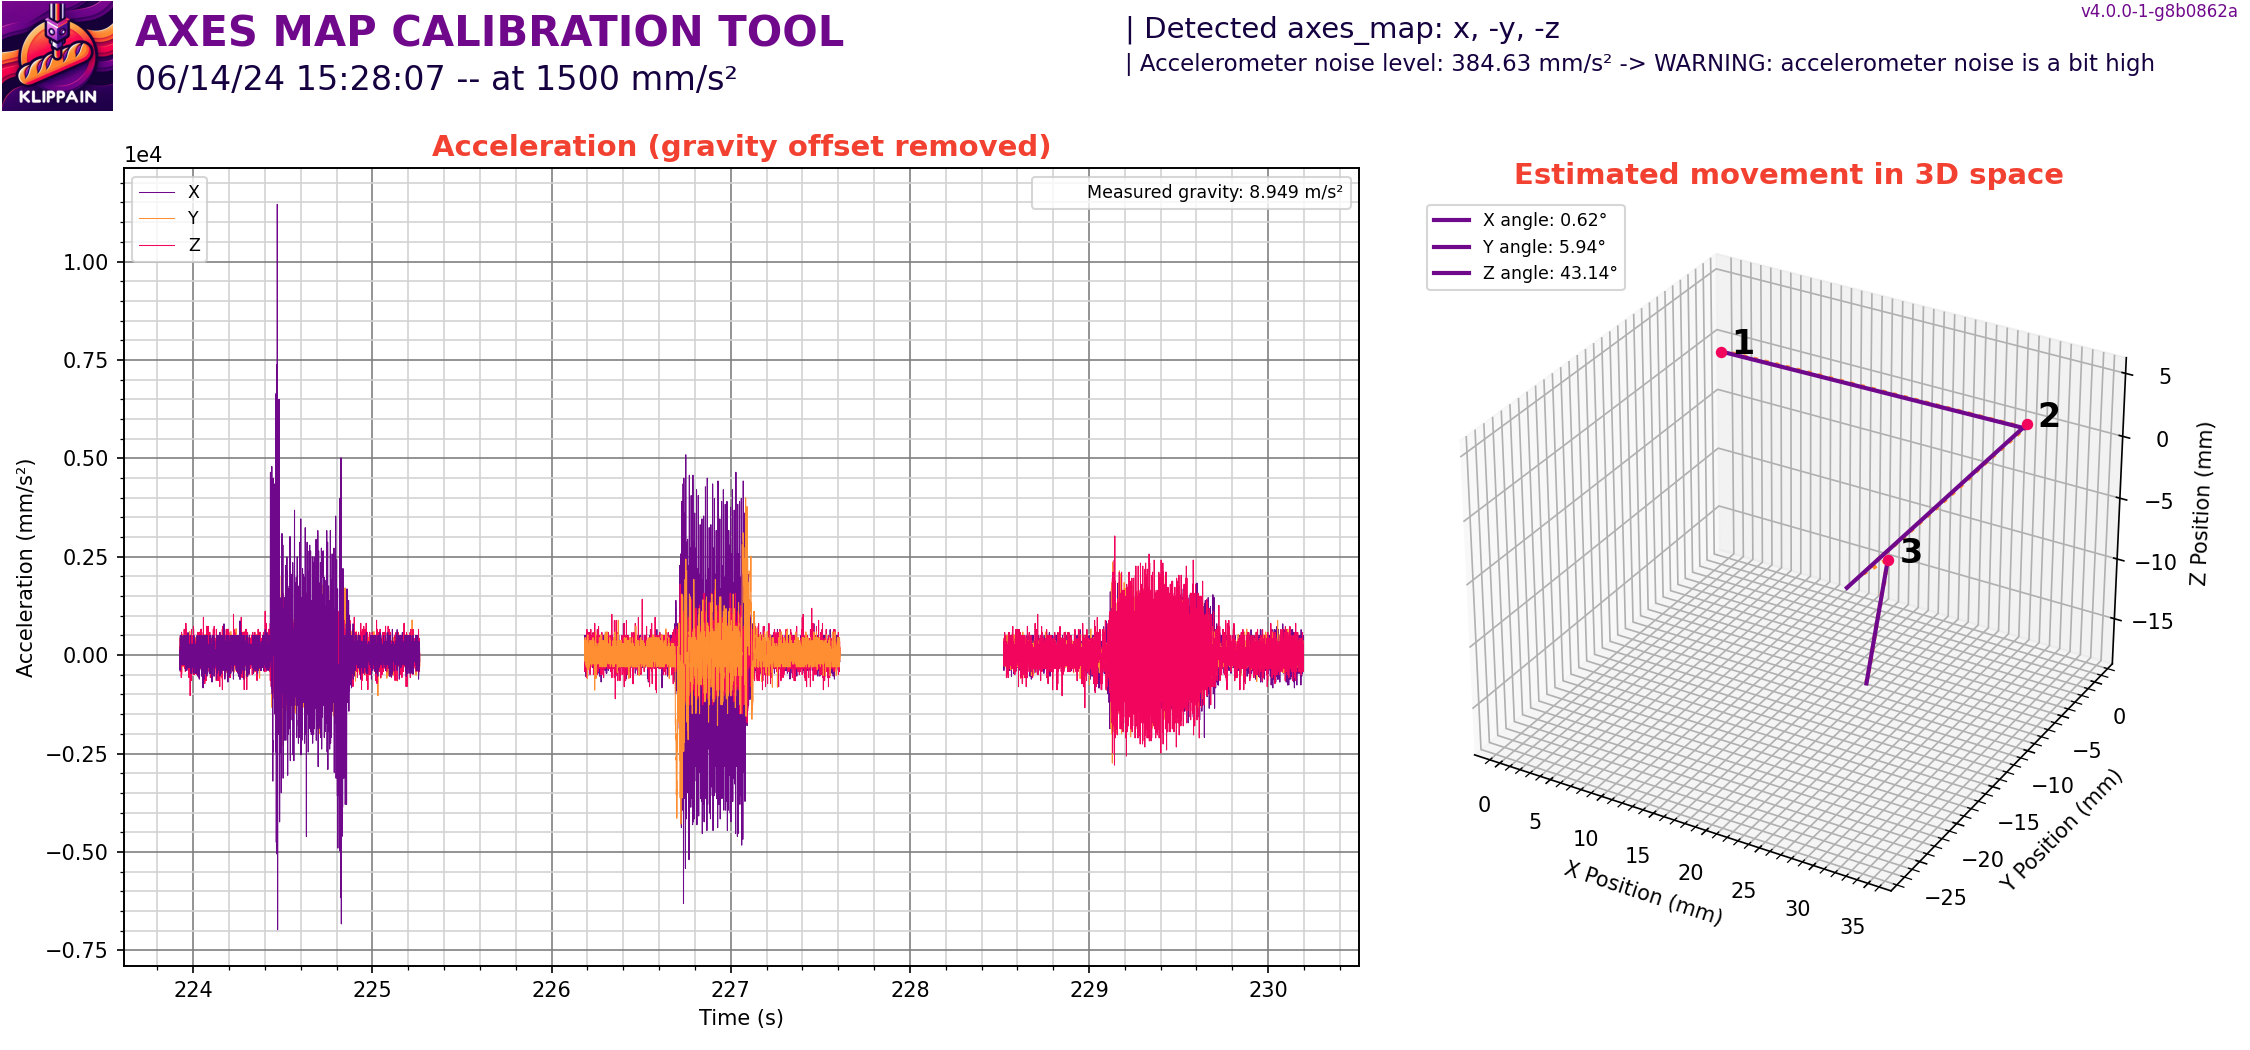 KLIPPAIN
AXES MAP CALIBRATION TOOL
06/14/24 15:28:07 -- at 1500 mm/s²
| Detected axes_map: x, -y, -z
| Accelerometer noise level: 384.63 mm/s² -> WARNING: accelerometer noise is a bit high
v4.0.0-1-g8b0862a
Acceleration (gravity offset removed)
1e4
X
Y
Z
Measured gravity: 8.949 m/s²
1.00
0.75
0.50
0.25
0.00
−0.25
−0.50
−0.75
Acceleration (mm/s²)
224
225
226
227
228
229
230
Time (s)
Estimated movement in 3D space
X angle: 0.62°
Y angle: 5.94°
Z angle: 43.14°
1
2
3
5
0
−5
−10
−15
Z Position (mm)
0
−5
−10
−15
−20
−25
Y Position (mm)
0
5
10
15
20
25
30
35
X Position (mm)